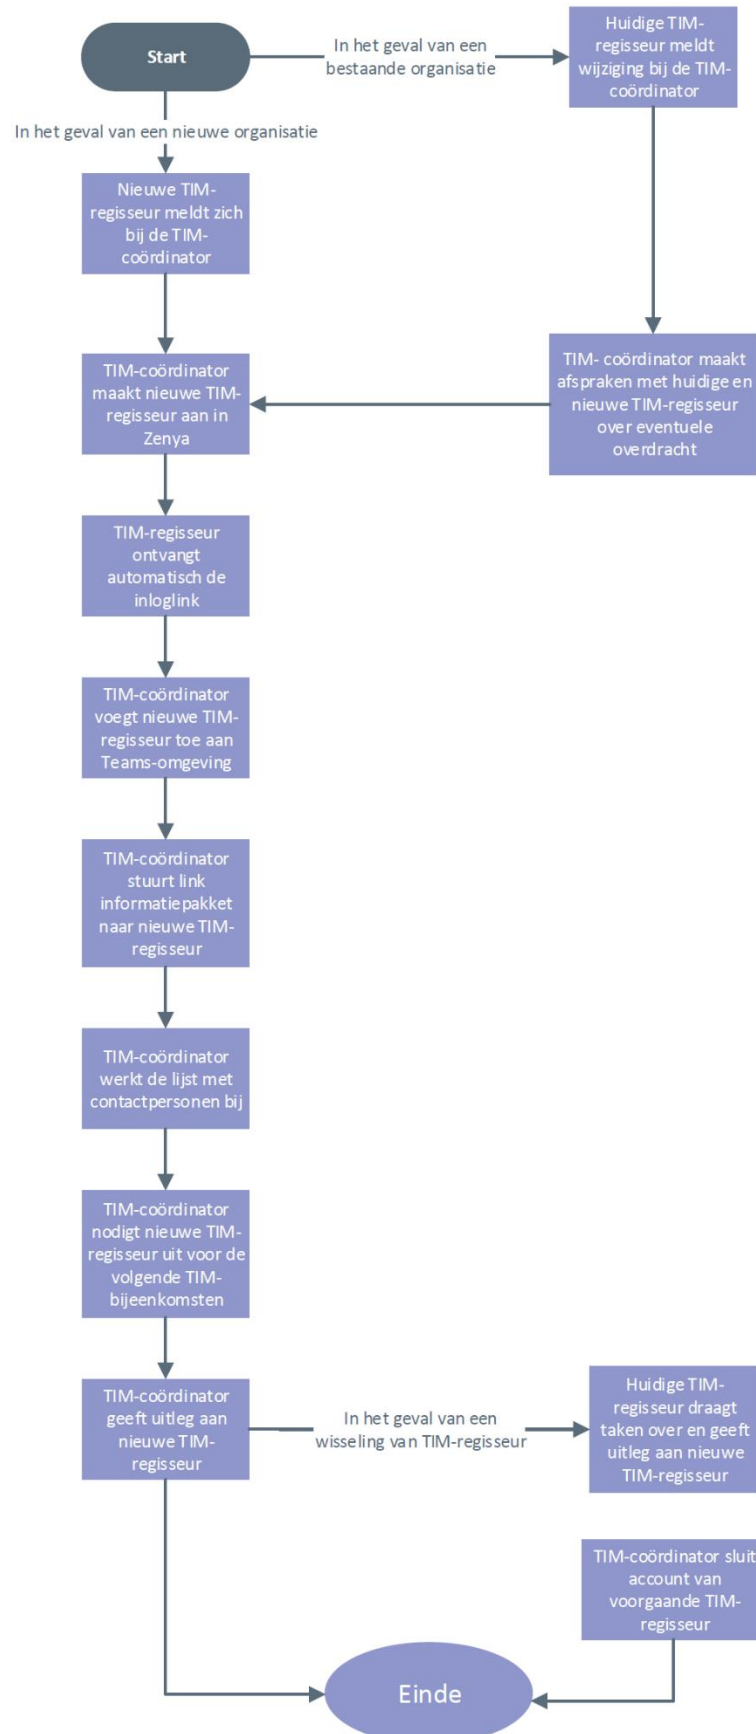 Start
In het geval van een
bestaande organisatie
Huidige TIM-
regisseur meldt
wijziging bij de TIM-
coördinator
In het geval van een nieuwe organisatie
Nieuwe TIM-
regisseur meldt zich
bij de TIM-
coördinator
TIM- coördinator maakt
afspraken met huidige en
nieuwe TIM-regisseur
over eventuele
overdracht
TIM-coördinator
maakt nieuwe TIM-
regisseur aan in
Zenya
TIM-regisseur
ontvangt
automatisch de
inloglink
TIM-coördinator
voegt nieuwe TIM-
regisseur toe aan
Teams-omgeving
TIM-coördinator
stuurt link
informatiepakket
naar nieuwe TIM-
regisseur
TIM-coördinator
werkt de lijst met
contactpersonen bij
TIM-coördinator
nodigt nieuwe TIM-
regisseur uit voor de
volgende TIM-
bijeenkomsten
TIM-coördinator
geeft uitleg aan
nieuwe TIM-
regisseur
In het geval van een
wisseling van TIM-regisseur
Huidige TIM-
regisseur draagt
taken over en geeft
uitleg aan nieuwe
TIM-regisseur
TIM-coördinator sluit
account van
voorgaande TIM-
regisseur
Einde